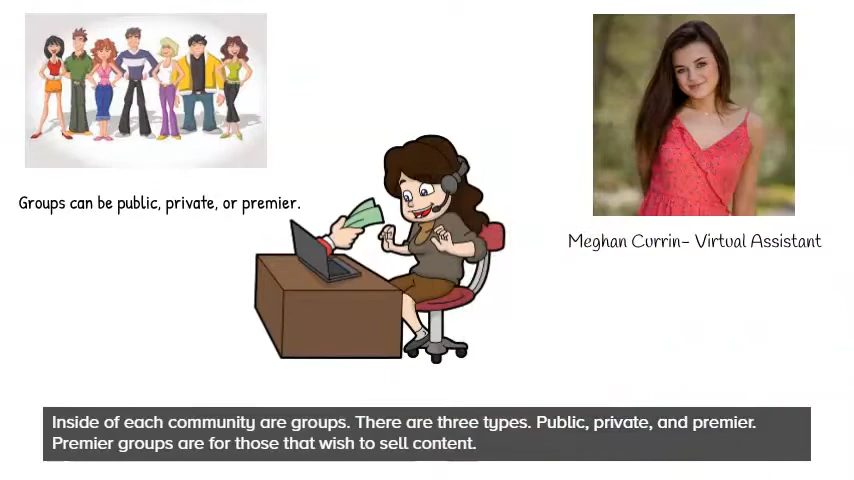 Groups can be public, private, or premier.
Meghan Currin- Virtual Assistant
Inside of each community are groups. There are three types. Public, private, and premier.
Premier groups are for those that wish to sell content.